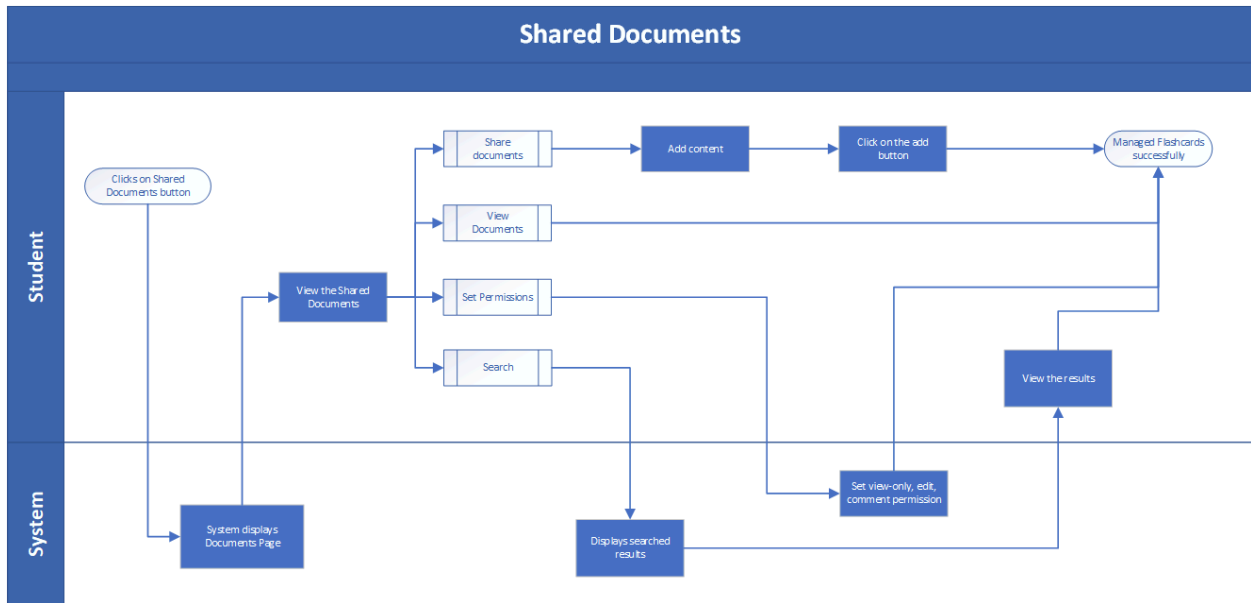 Shared Documents
Student
Clicks on Shared
Documents button
View the Shared
Documents
Share
documents
Add content
Click on the add
button
Managed Flashcards
successfully
View
Documents
Set Permissions
Search
View the results
System
System displays
Documents Page
Displays searched
results
Set view-only, edit,
comment permission